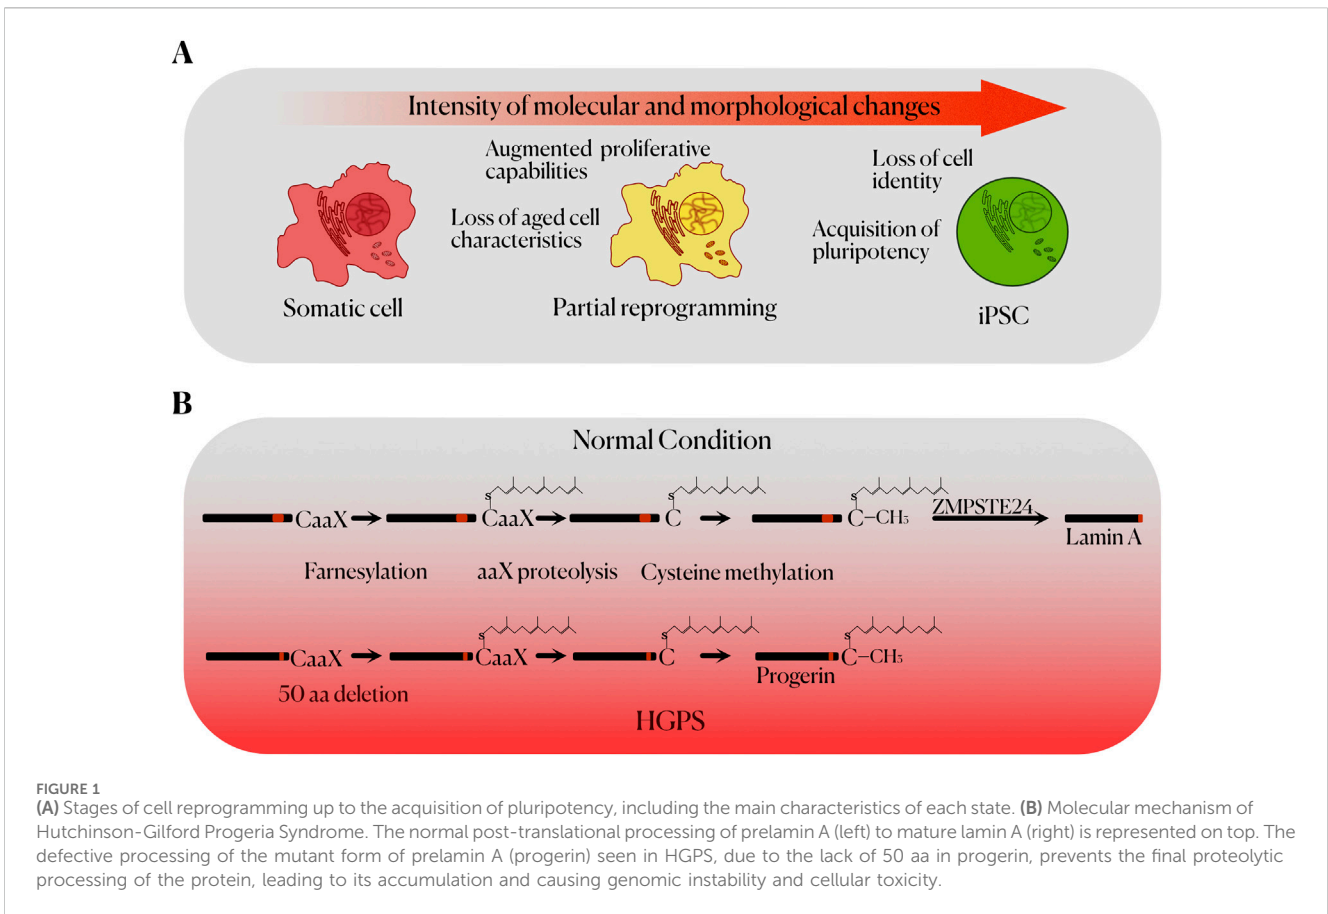 A
Intensity of molecular and morphological changes
Augmented proliferative
capabilities
Loss of aged cell
characteristics
Loss of cell
identity
Acquisition of
pluripotency
Somatic cell
Partial reprogramming
iPSC
B
Normal Condition
CaaX
S
CaaX
S
C
S
C–CH₃
ZMPSTE24
Lamin A
Farnesylation
aaX proteolysis
Cysteine methylation
CaaX
S
CaaX
S
C
S
C–CH₃
Progerin
50 aa deletion
HGPS
FIGURE 1
(A) Stages of cell reprogramming up to the acquisition of pluripotency, including the main characteristics of each state. (B) Molecular mechanism of
Hutchinson-Gilford Progeria Syndrome. The normal post-translational processing of prelamin A (left) to mature lamin A (right) is represented on top. The
defective processing of the mutant form of prelamin A (progerin) seen in HGPS, due to the lack of 50 aa in progerin, prevents the final proteolytic
processing of the protein, leading to its accumulation and causing genomic instability and cellular toxicity.